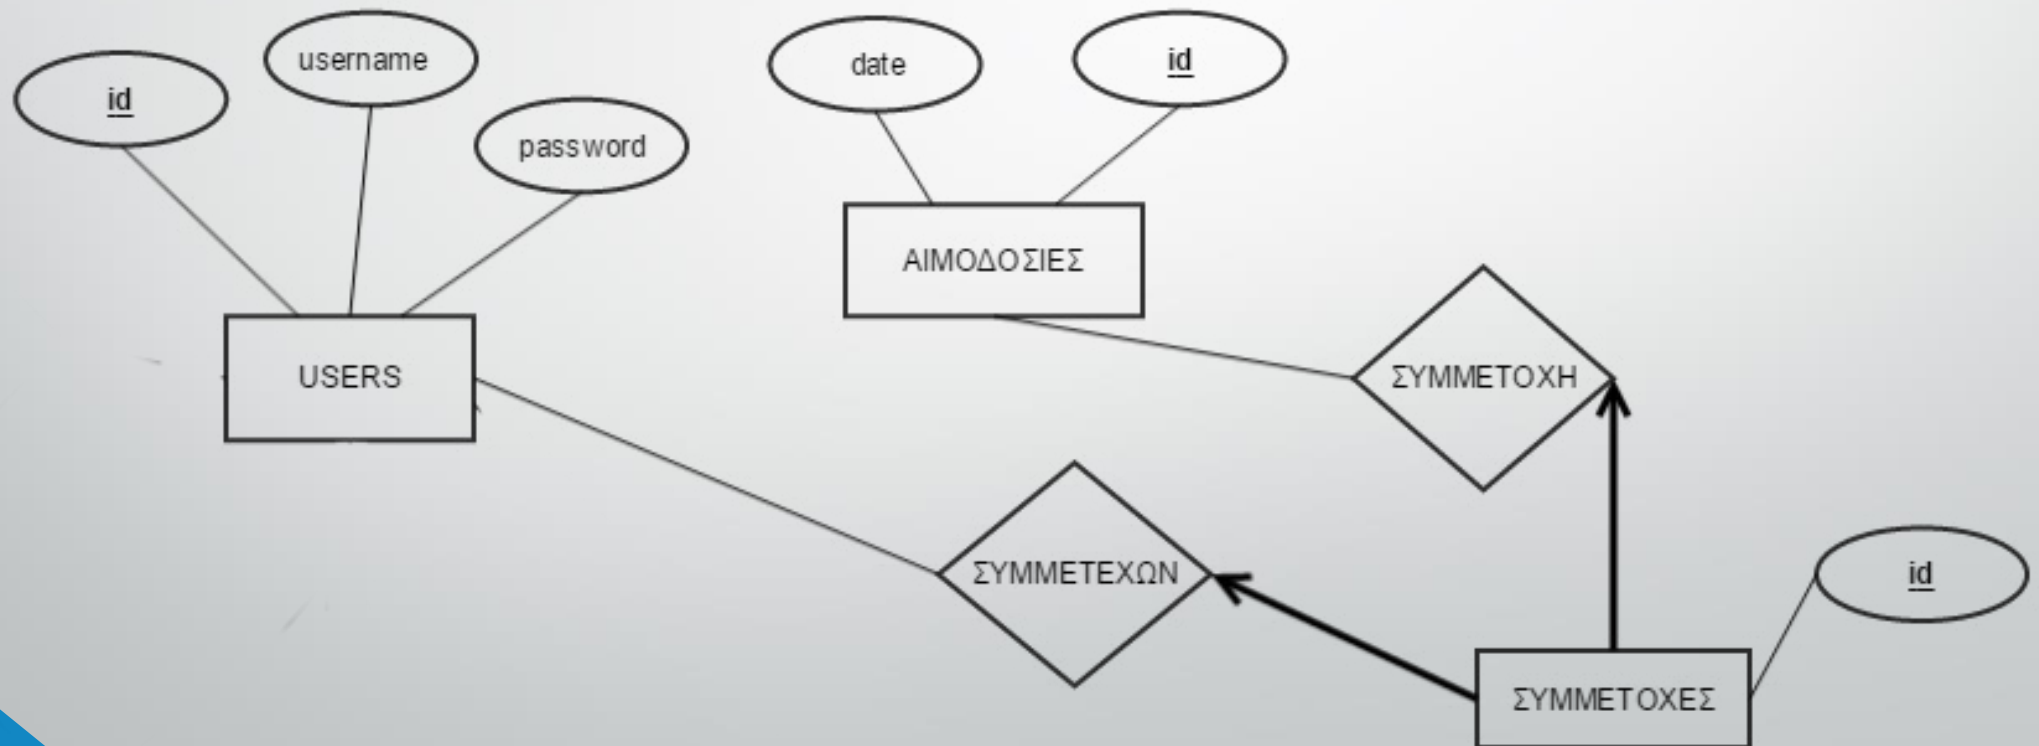 id
username
password
date
id
ΑΙΜΟΔΟΣΙΕΣ
USERS
ΣΥΜΜΕΤΟΧΗ
ΣΥΜΜΕΤΕΧΩΝ
id
ΣΥΜΜΕΤΟΧΕΣ